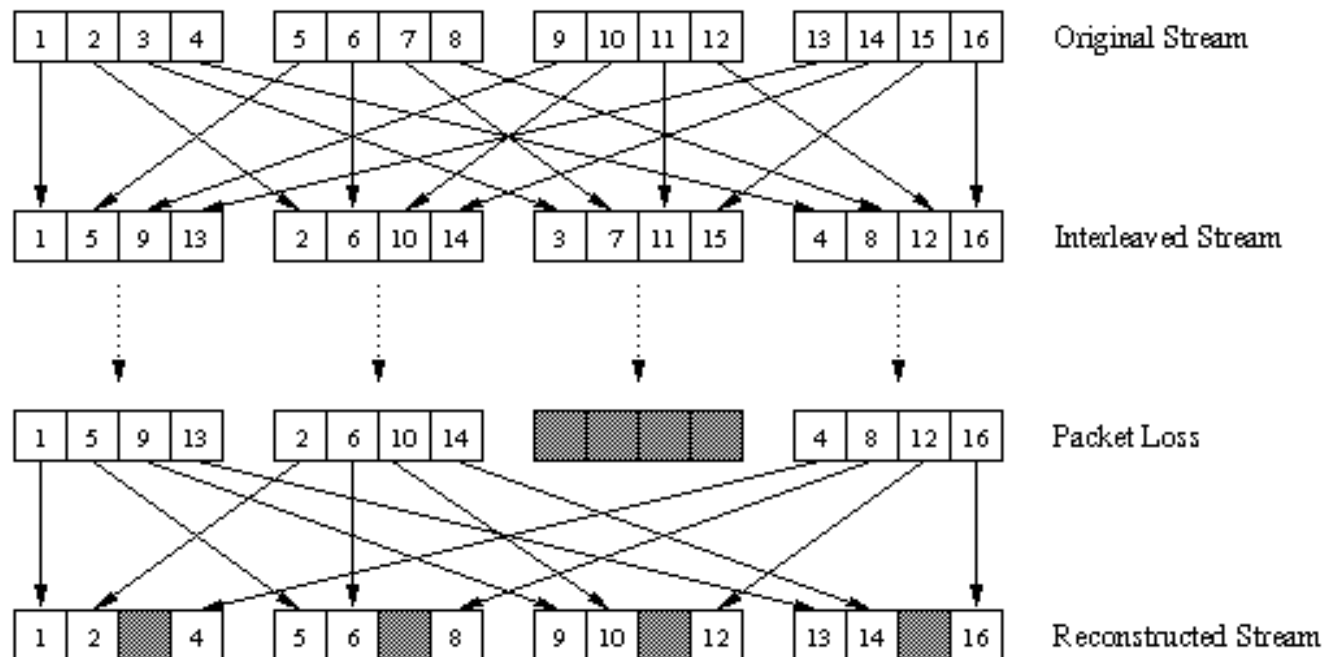 1 2 3 4 5 6 7 8 9 10 11 12 13 14 15 16 Original Stream
1 5 9 13 2 6 10 14 3 7 11 15 4 8 12 16 Interleaved Stream
1 5 9 13 2 6 10 14 4 8 12 16 Packet Loss
1 2 4 5 6 8 9 10 12 13 14 16 Reconstructed Stream